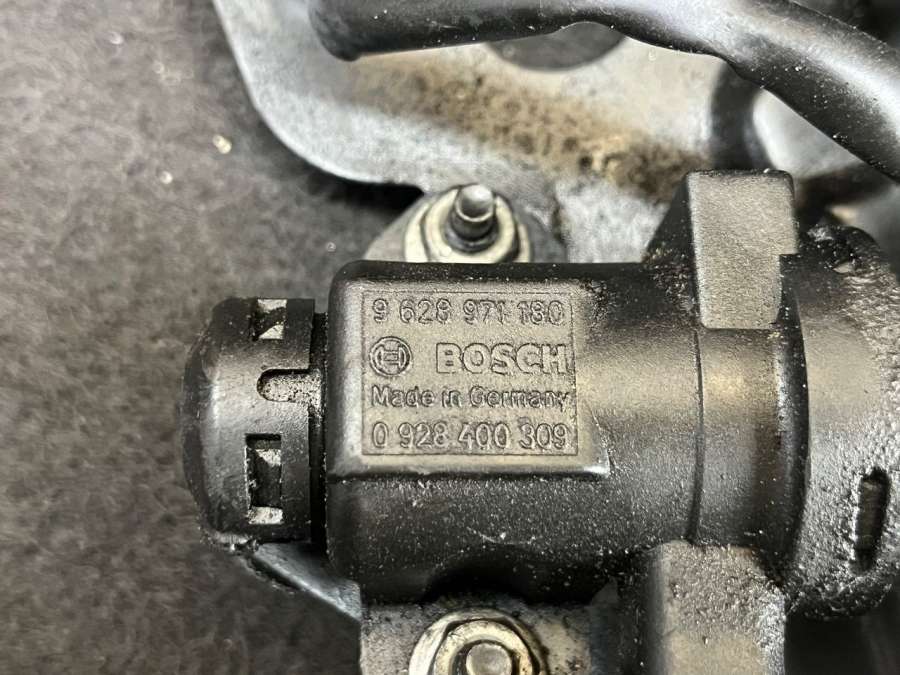 9 628 971 180
BOSCH
Made in Germany
0 928 400 309